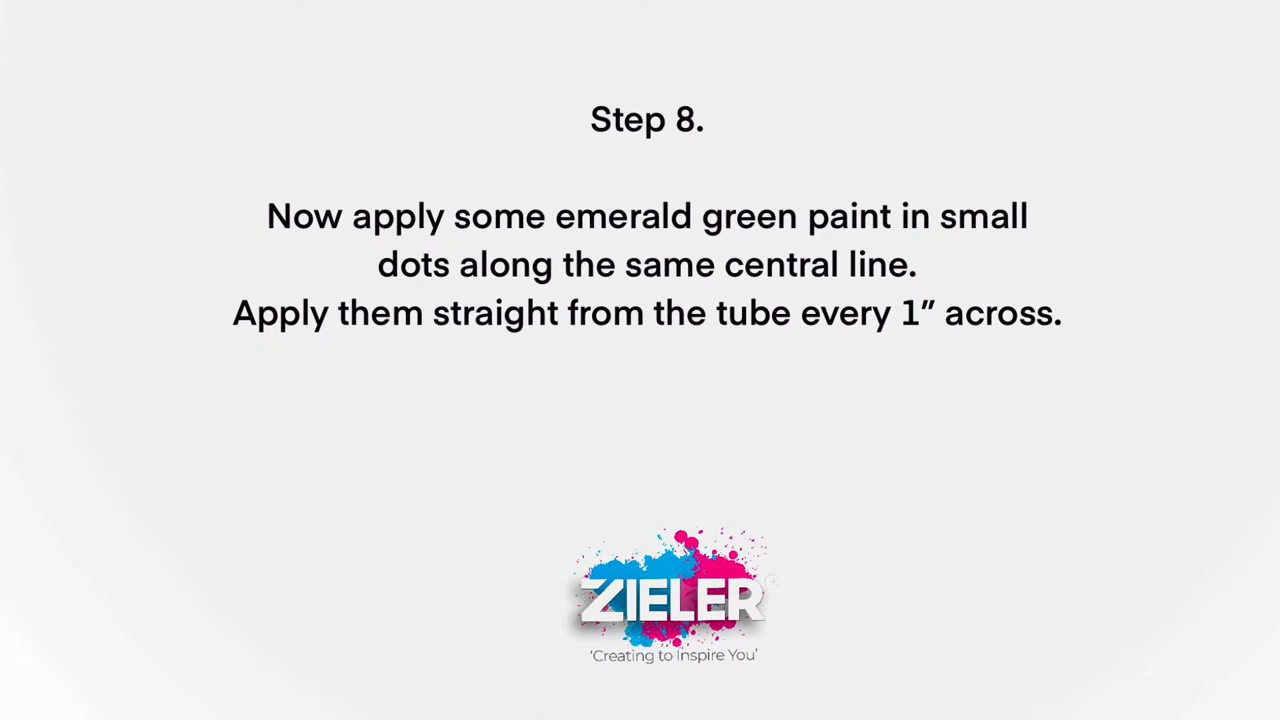 Step 8.
Now apply some emerald green paint in small
dots along the same central line.
Apply them straight from the tube every 1” across.
ZIELER
‘Creating to Inspire You’